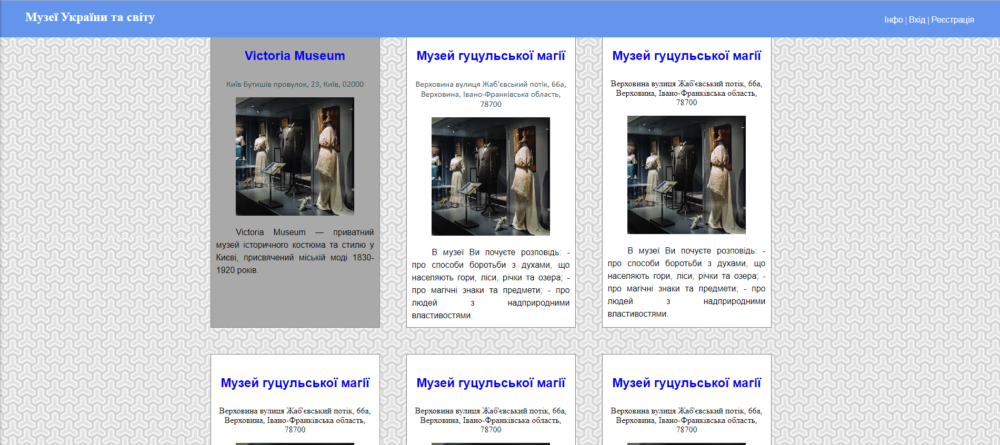 Музеї України та світу
Інфо | Вхід | Реєстрація
Victoria Museum
Київ Бутишів провулок, 23, Київ, 02000
Victoria Museum — приватний
музей історичного костюма та стилю у
Києві, присвячений міській моді 1830-
1920 років.
Музей гуцульської магії
Верховина вулиця Жаб'євський потік, 66а,
Верховина, Івано-Франківська область,
78700
В музеї Ви почуєте розповідь: -
про способи боротьби з духами, що
населяють гори, ліси, річки та озера; -
про магічні знаки та предмети; - про
людей з надприродними
властивостями.
Музей гуцульської магії
Верховина вулиця Жаб'євський потік, 66а,
Верховина, Івано-Франківська область,
78700
В музеї Ви почуєте розповідь: -
про способи боротьби з духами, що
населяють гори, ліси, річки та озера; -
про магічні знаки та предмети; - про
людей з надприродними
властивостями.
Музей гуцульської магії
Верховина вулиця Жаб'євський потік, 66а,
Верховина, Івано-Франківська область,
78700
Музей гуцульської магії
Верховина вулиця Жаб'євський потік, 66а,
Верховина, Івано-Франківська область,
78700
Музей гуцульської магії
Верховина вулиця Жаб'євський потік, 66а,
Верховина, Івано-Франківська область,
78700